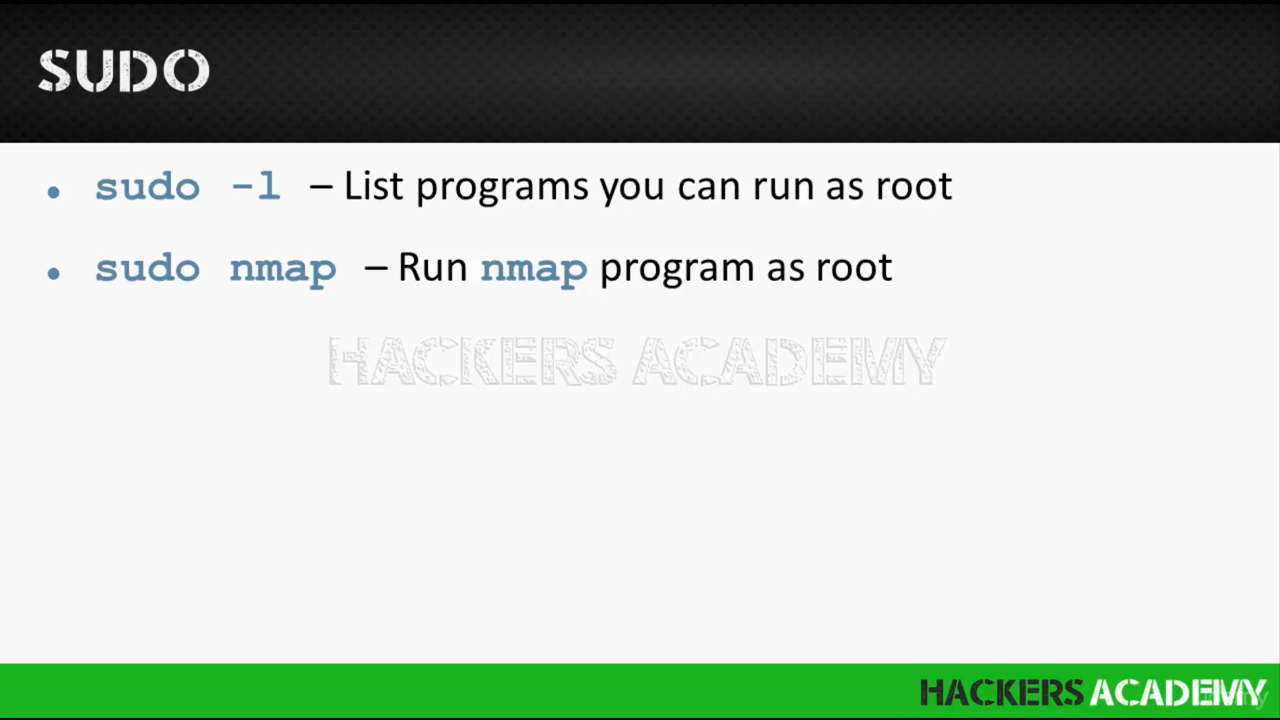 SUDO
• sudo -l – List programs you can run as root
• sudo nmap – Run nmap program as root
HACKERS ACADEMY
HACKERS ACADEMY